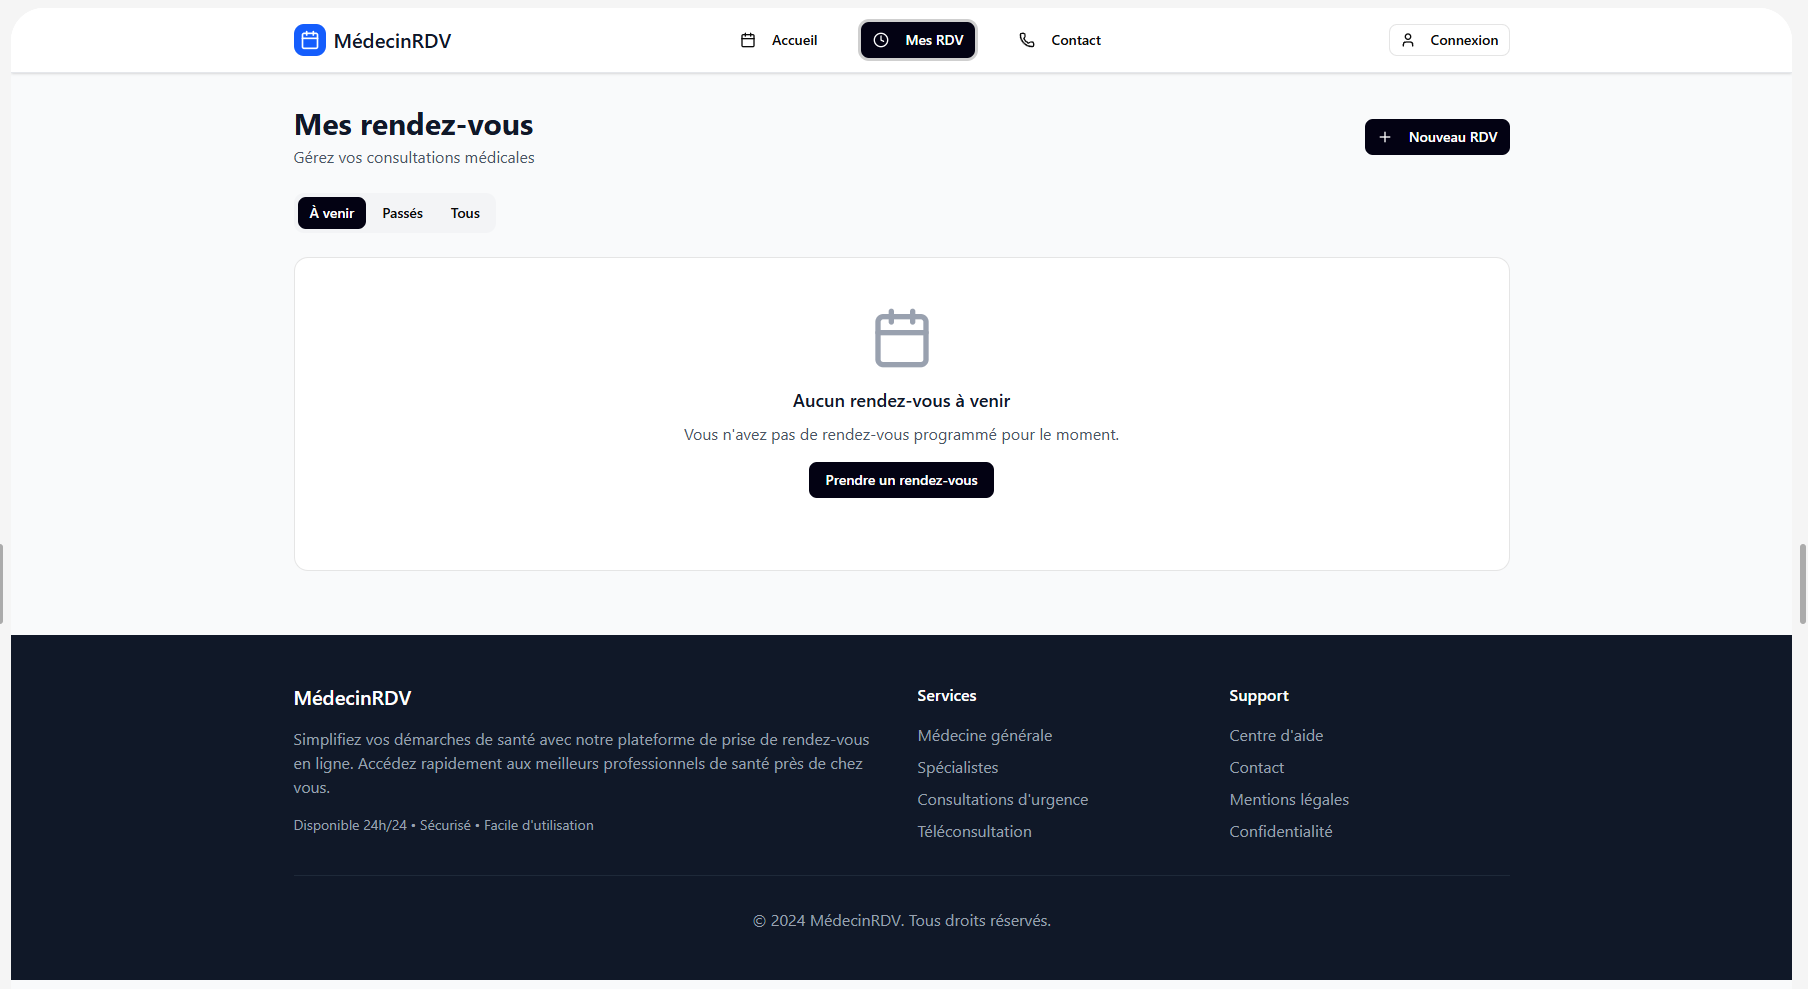 MédecinRDV
Accueil
Mes RDV
Contact
Connexion
Mes rendez-vous
Gérez vos consultations médicales
Nouveau RDV
À venir
Passés
Tous
Aucun rendez-vous à venir
Vous n'avez pas de rendez-vous programmé pour le moment.
Prendre un rendez-vous
MédecinRDV
Simplifiez vos démarches de santé avec notre plateforme de prise de rendez-vous
en ligne. Accédez rapidement aux meilleurs professionnels de santé près de chez
vous.
Disponible 24h/24 • Sécurisé • Facile d'utilisation
Services
Médecine générale
Spécialistes
Consultations d'urgence
Téléconsultation
Support
Centre d'aide
Contact
Mentions légales
Confidentialité
© 2024 MédecinRDV. Tous droits réservés.